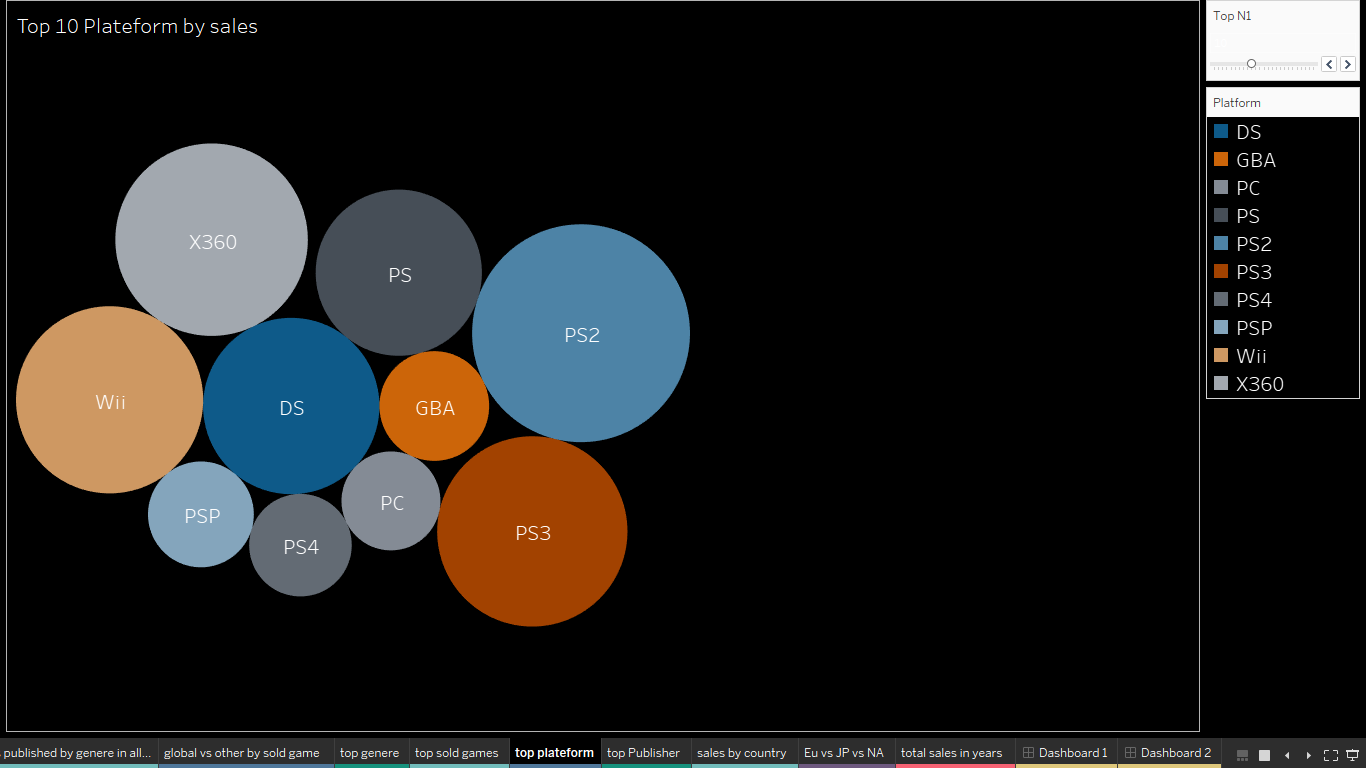 Top 10 Plateform by sales
Top N1
Platform
DS
GBA
PC
PS
PS2
PS3
PS4
PSP
Wii
X360
X360
PS
PS2
Wii
DS
GBA
PSP
PS4
PC
PS3
published by genere in all...
global vs other by sold game
top genere
top sold games
top plateform
top Publisher
sales by country
Eu vs JP vs NA
total sales in years
Dashboard 1
Dashboard 2